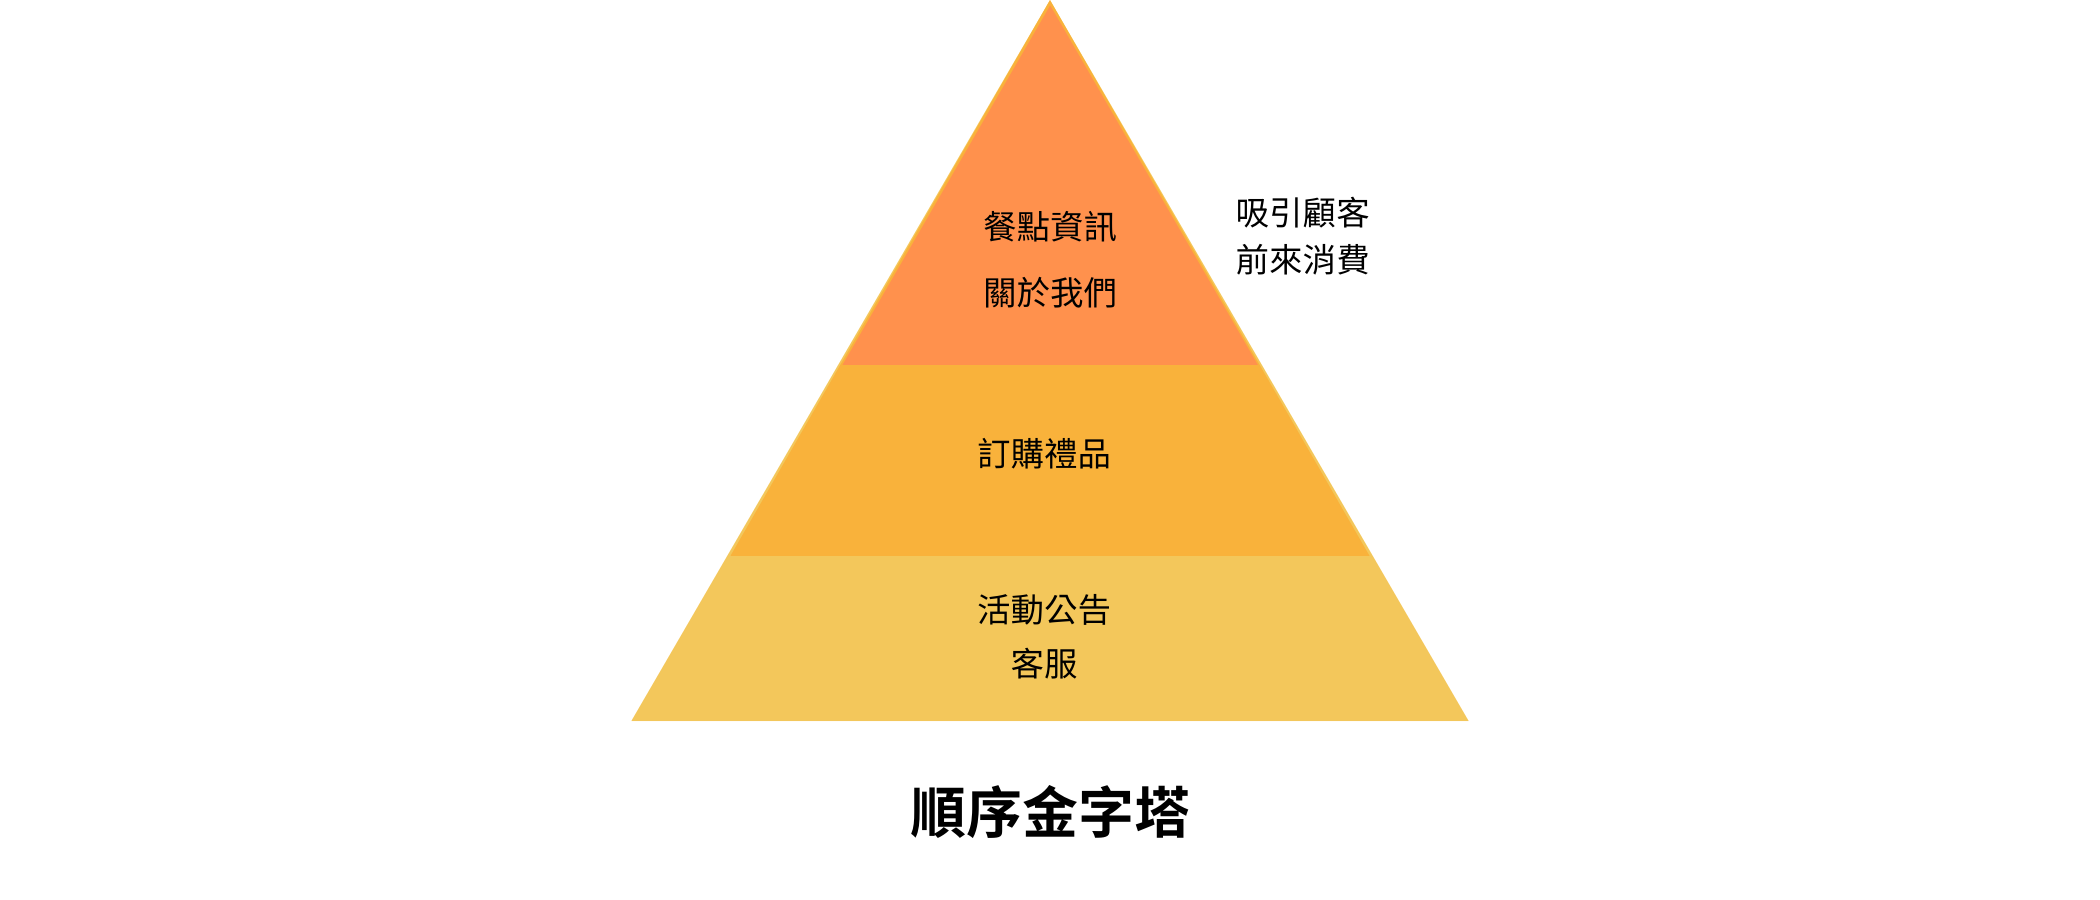 餐點資訊
關於我們
吸引顧客
前來消費
訂購禮品
活動公告
客服
順序金字塔